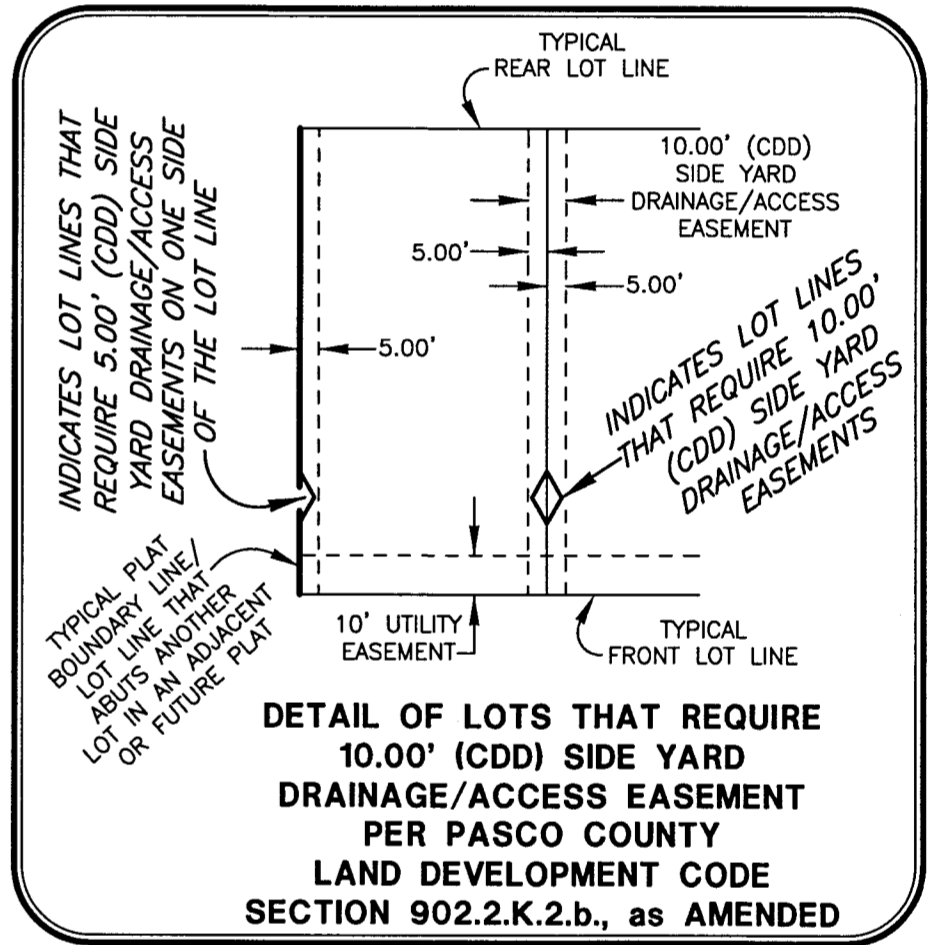 TYPICAL
REAR LOT LINE
INDICATES LOT LINES THAT
REQUIRE 5.00' (CDD) SIDE
YARD DRAINAGE/ACCESS
EASEMENTS ON ONE SIDE
OF THE LOT LINE
10.00' (CDD)
SIDE YARD
DRAINAGE/ACCESS
EASEMENT
5.00'
5.00'
5.00'
INDICATES LOT LINES
THAT REQUIRE 10.00'
(CDD) SIDE YARD
DRAINAGE/ACCESS
EASEMENTS
TYPICAL PLAT
BOUNDARY LINE/
LOT LINE THAT
ABUTS ANOTHER
LOT IN AN ADJACENT
OR FUTURE PLAT
10' UTILITY
EASEMENT
TYPICAL
FRONT LOT LINE
DETAIL OF LOTS THAT REQUIRE
10.00' (CDD) SIDE YARD
DRAINAGE/ACCESS EASEMENT
PER PASCO COUNTY
LAND DEVELOPMENT CODE
SECTION 902.2.K.2.b., as AMENDED